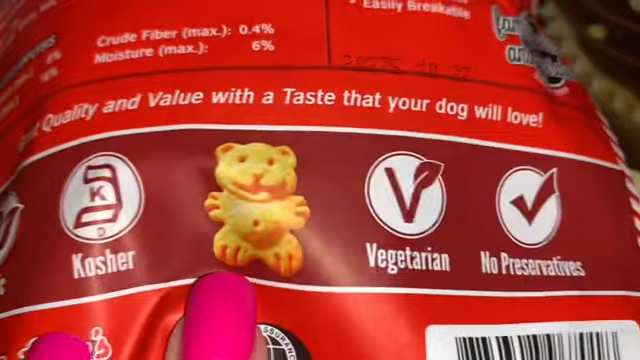 Easily Breakable
Crude Fiber (max.): 0.4%
Moisture (max.): 6%
Quality and Value with a Taste that your dog will love!
K
D
Kosher
V
Vegetarian
No Preservatives